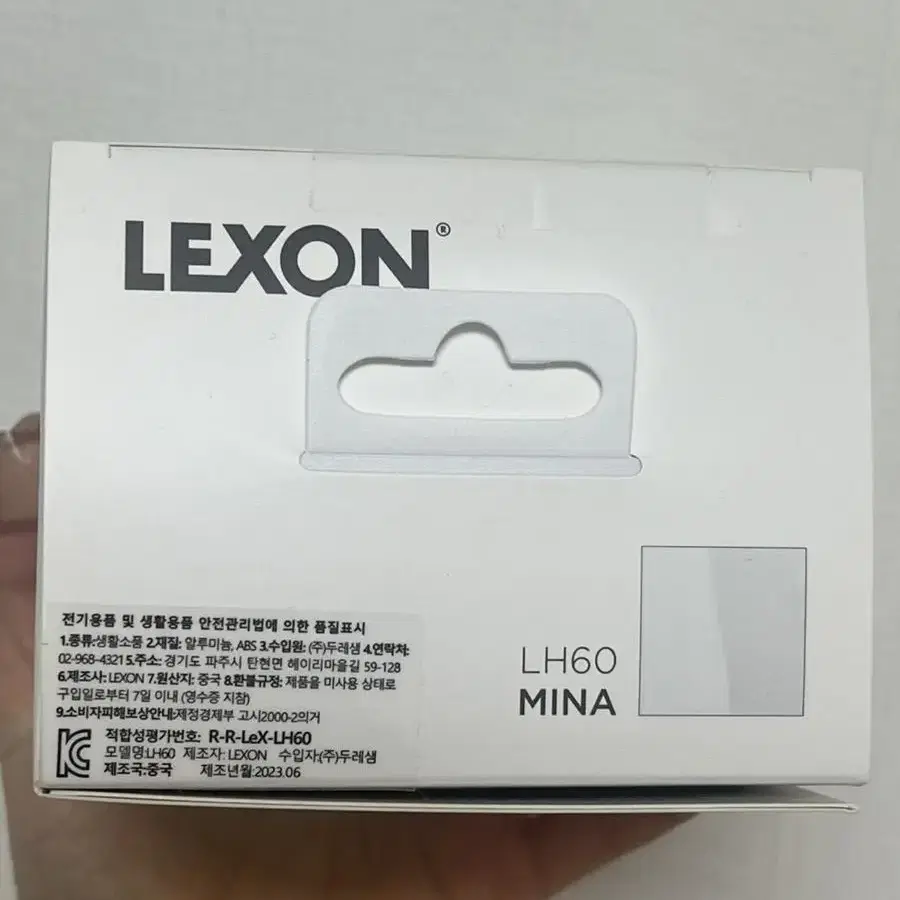 LEXON®
LH60
MINA
전기용품 및 생활용품 안전관리법에 의한 품질표시
1.종류:생활소품 2.재질: 알루미늄, ABS 3.수입원: (주)두레샘 4.연락처:
02-968-4321 5.주소: 경기도 파주시 탄현면 헤이리마을길 59-128
6.제조사: LEXON 7.원산지: 중국 8.환불규정: 제품을 미사용 상태로
구입일로부터 7일 이내 (영수증 지참)
9.소비자피해보상안내:제정경제부 고시2000-2의거
적합성평가번호: R-R-LeX-LH60
모델명:LH60 제조자: LEXON 수입자:(주)두레샘
제조국:중국 제조년월:2023.06